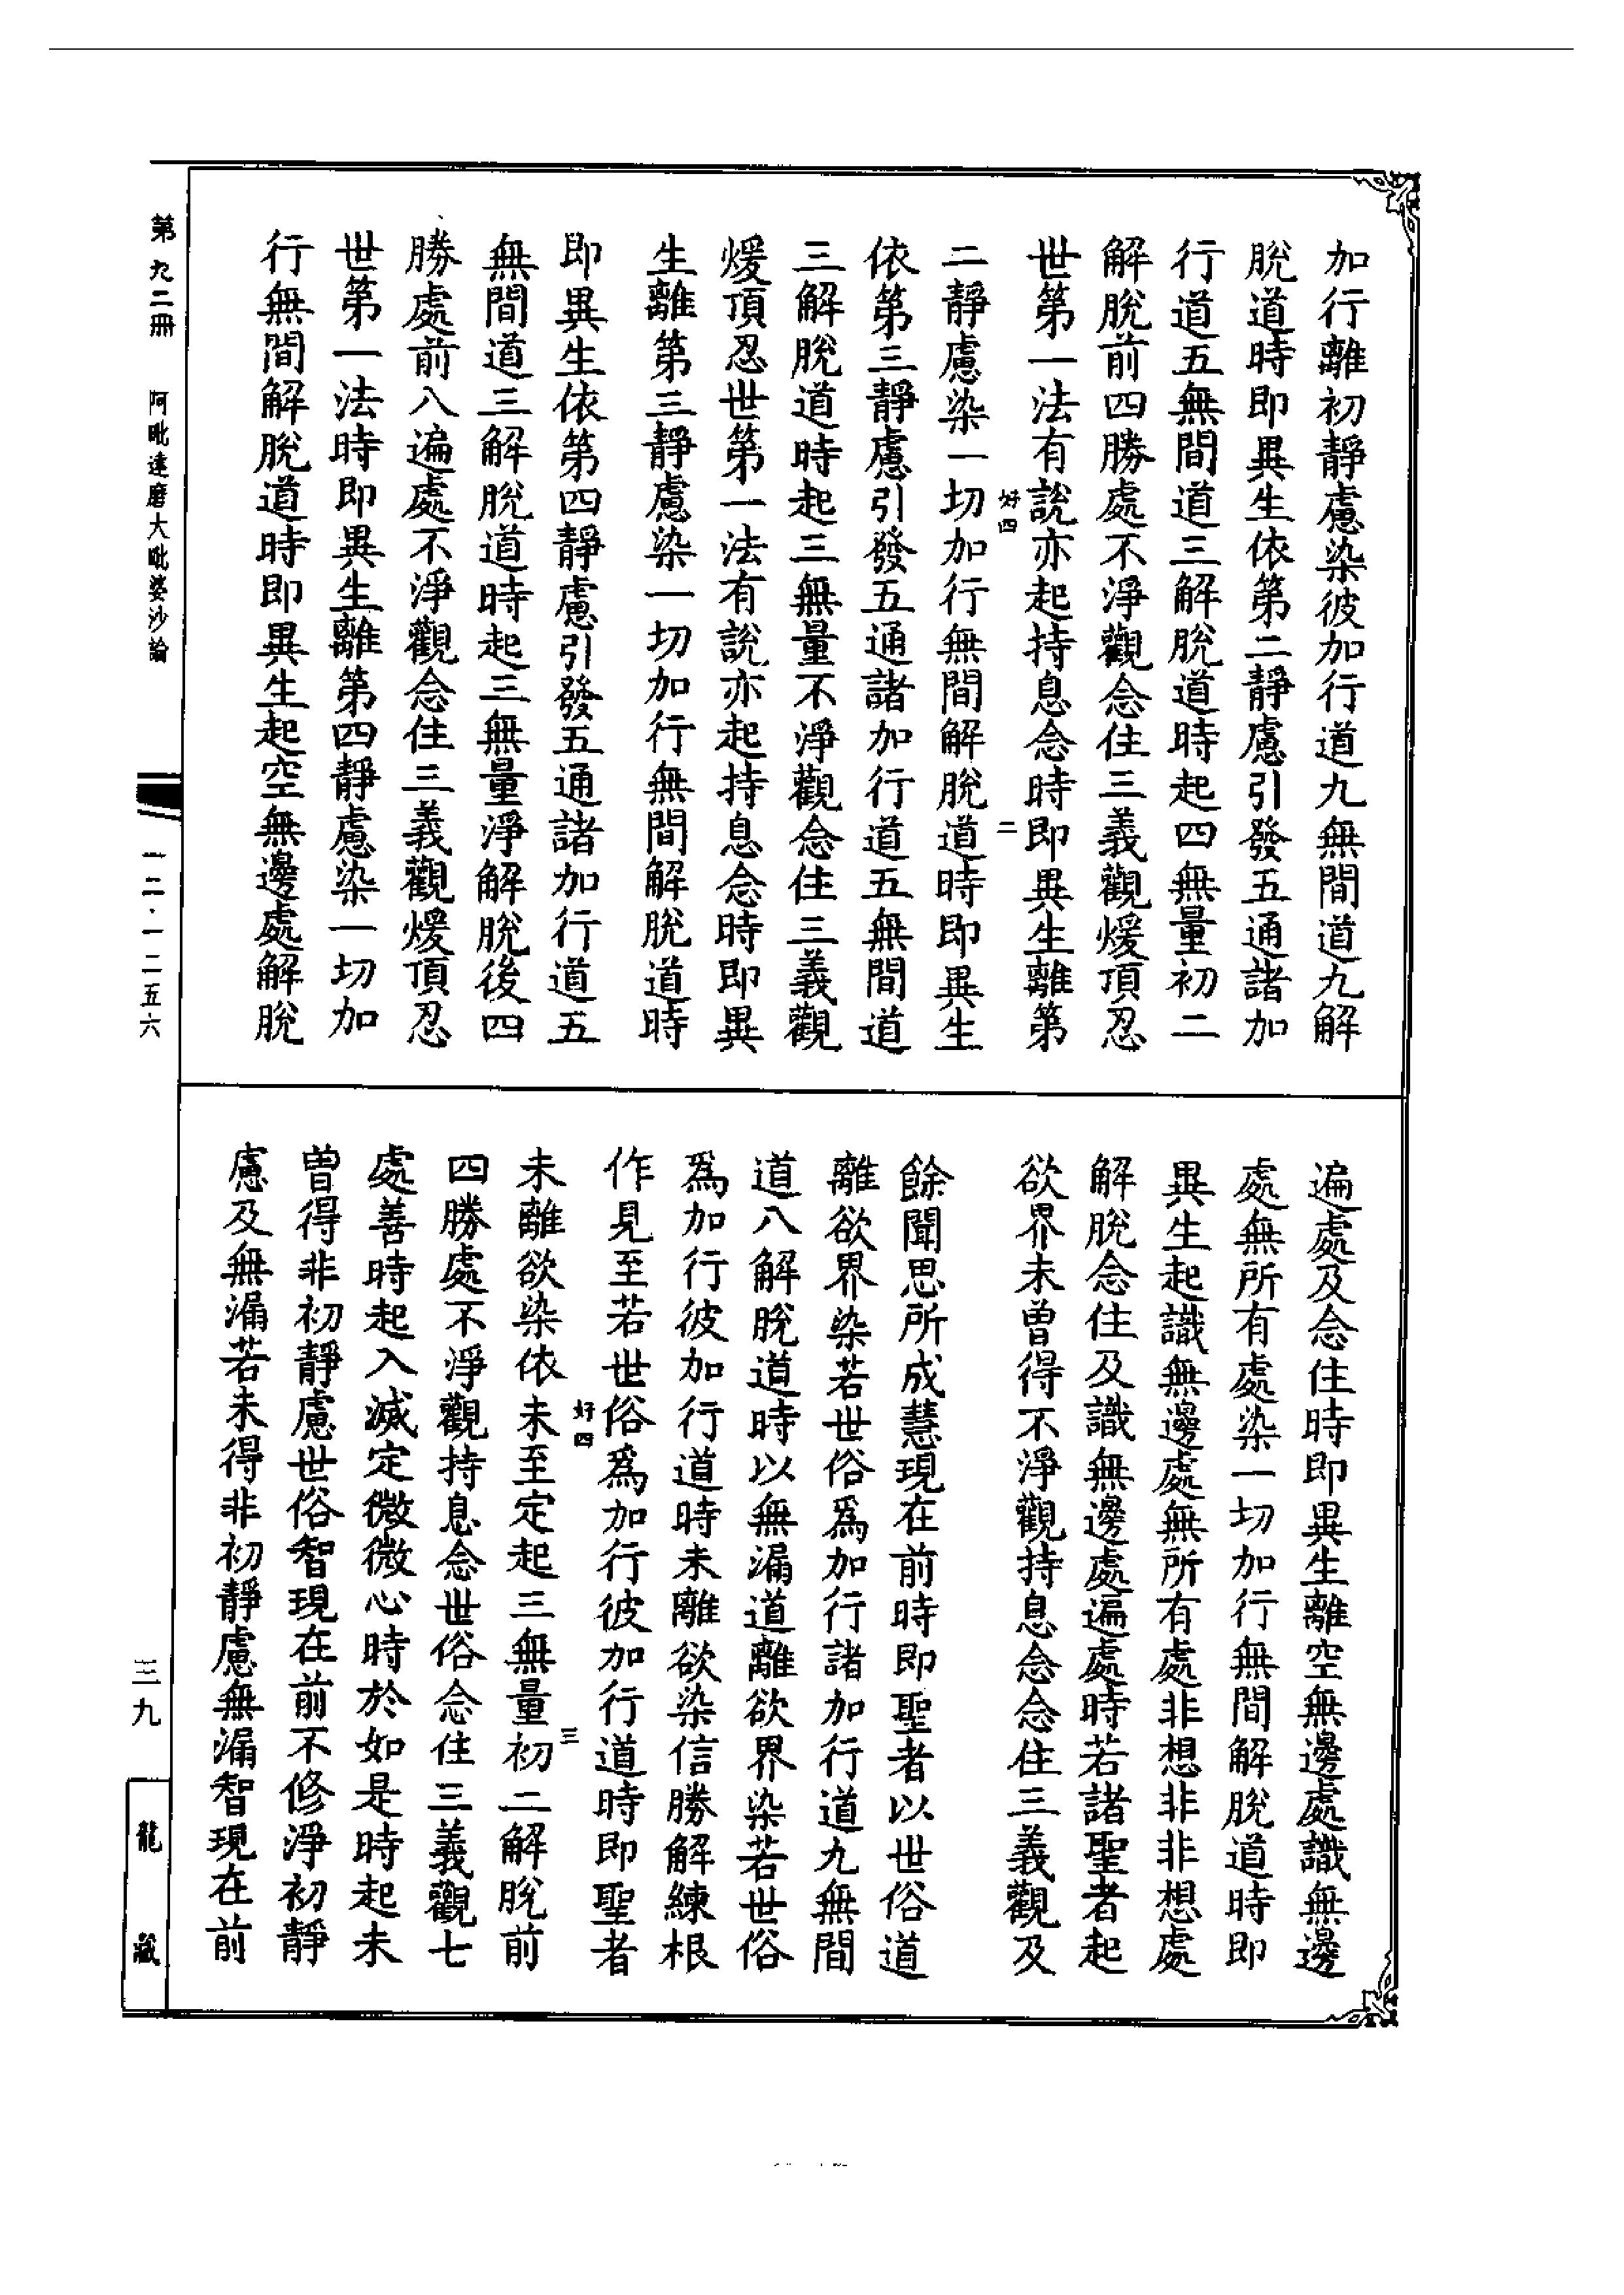 加行離初靜慮染彼加行道九無間道九解
脫道時即異生依第二靜慮引發五通諸加
行道五無間道三解脫道時起四無量初二
解脫前四勝處不淨觀念住三義觀煖頂忍
世第一法有說亦起持息念時即異生離第
好四
二
二靜慮染一切加行無間解脫道時即異生
依第三靜慮引發五通諸加行道五無間道
三解脫道時起三無量不淨觀念住三義觀
煖頂忍世第一法有說亦起持息念時即異
生離第三靜慮染一切加行無間解脫道時
即異生依第四靜慮引發五通諸加行道五
無間道三解脫道時起三無量淨解脫後四
勝處前八遍處不淨觀念住三義觀煖頂忍
世第一法時即異生離第四靜慮染一切加
行無間解脫道時即異生起空無邊處解脫
遍處及念住時即異生離空無邊處識無邊
處無所有處染一切加行無間解脫道時即
異生起識無邊處無所有處非想非非想處
解脫念住及識無邊處遍處時若諸聖者起
欲界未曾得不淨觀持息念念住三義觀及
餘聞思所成慧現在前時即聖者以世俗道
離欲界染若世俗為加行諸加行道九無間
道八解脫道時以無漏道離欲界染若世俗
為加行彼加行道時未離欲染信勝解練根
作見至若世俗為加行彼加行道時即聖者
好四
三
未離欲染依未至定起三無量初二解脫前
四勝處不淨觀持息念世俗念住三義觀七
處善時起入滅定微微心時於如是時起未
曾得非初靜慮世俗智現在前不修淨初靜
慮及無漏若未得非初靜慮無漏智現在前
第九二冊
阿毗達磨大毗婆沙論
一二·一二五六
三九
龍藏